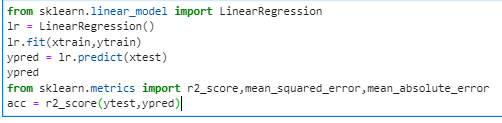 from sklearn.linear_model import LinearRegression
lr = LinearRegression()
lr.fit(xtrain,ytrain)
ypred = lr.predict(xtest)
ypred
from sklearn.metrics import r2_score,mean_squared_error,mean_absolute_error
acc = r2_score(ytest,ypred)